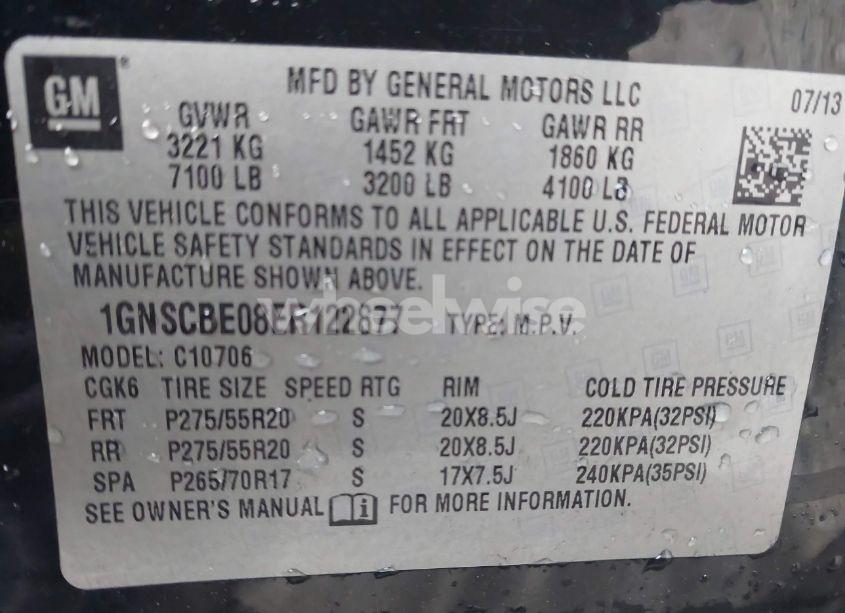 GM
MFD BY GENERAL MOTORS LLC
07/13
GVWR GAWR FRT GAWR RR
3221 KG 1452 KG 1860 KG
7100 LB 3200 LB 4100 LB
THIS VEHICLE CONFORMS TO ALL APPLICABLE U.S. FEDERAL MOTOR
VEHICLE SAFETY STANDARDS IN EFFECT ON THE DATE OF
MANUFACTURE SHOWN ABOVE.
wheelwise
1GNSCBE08ER122877 TYPE: M.P.V.
MODEL: C10706
CGK6 TIRE SIZE SPEED RTG RIM COLD TIRE PRESSURE
FRT P275/55R20 S 20X8.5J 220KPA(32PSI)
RR P275/55R20 S 20X8.5J 220KPA(32PSI)
SPA P265/70R17 S 17X7.5J 240KPA(35PSI)
SEE OWNER'S MANUAL FOR MORE INFORMATION.